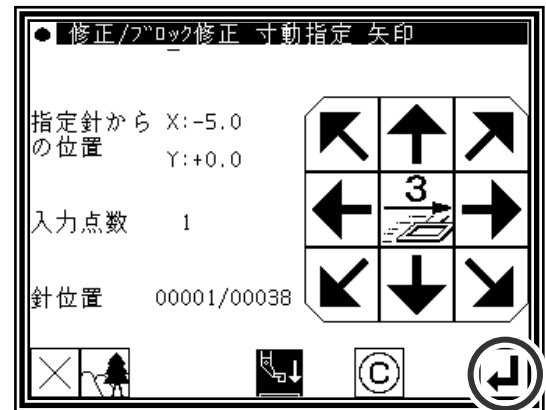 ● 修正/ブロック修正 寸動指定 矢印
指定針から X:-5.0
の位置 Y:+0.0
3
入力点数 1
針位置 00001/00038
C